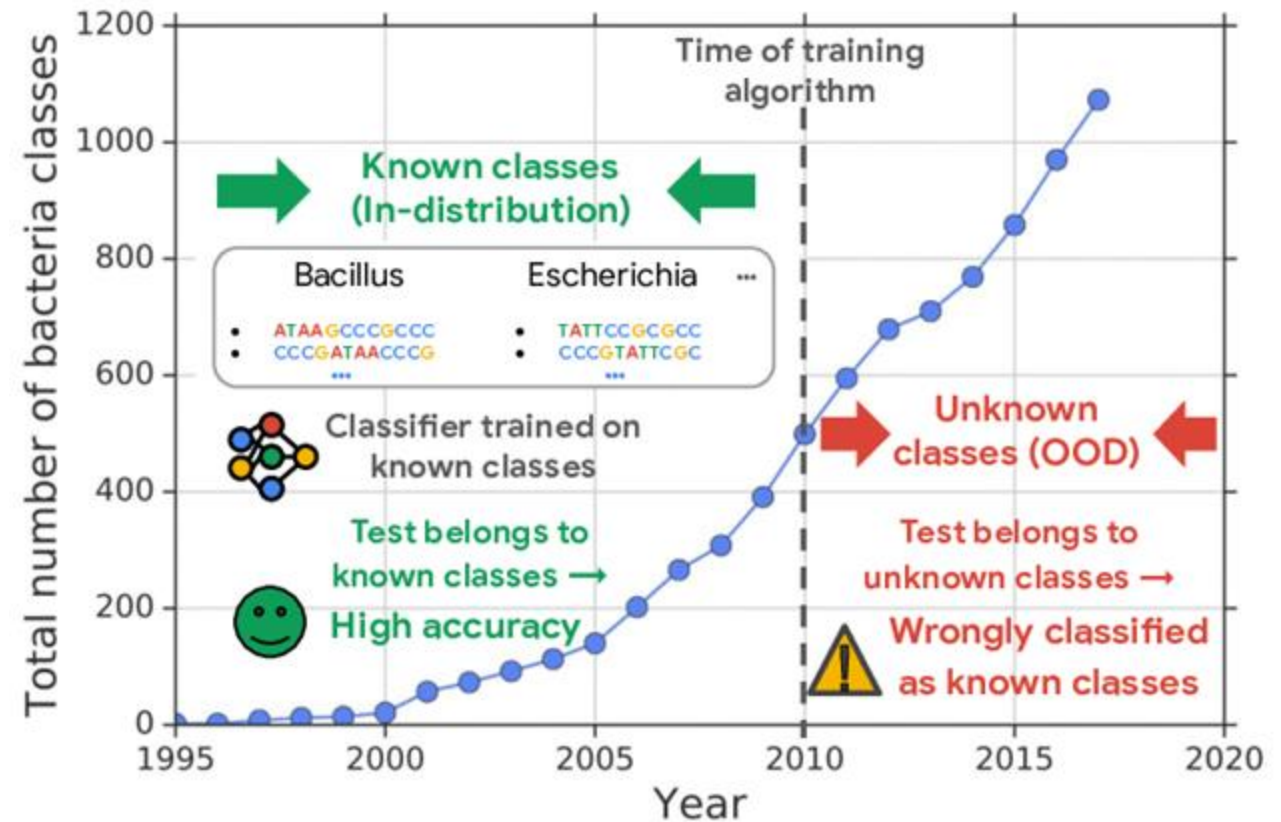 Total number of bacteria classes
1200
1000
800
600
400
200
0
Time of training
algorithm
Known classes
(In-distribution)
Bacillus
Escherichia
...
• ATAAGCCCGCCC
• CCCGATAACCCG
...
• TATTCCGCGCC
• CCCGTATTCGC
...
Classifier trained on
known classes
Test belongs to
known classes →
High accuracy
Unknown
classes (OOD)
Test belongs to
unknown classes →
!
Wrongly classified
as known classes
1995
2000
2005
2010
2015
2020
Year